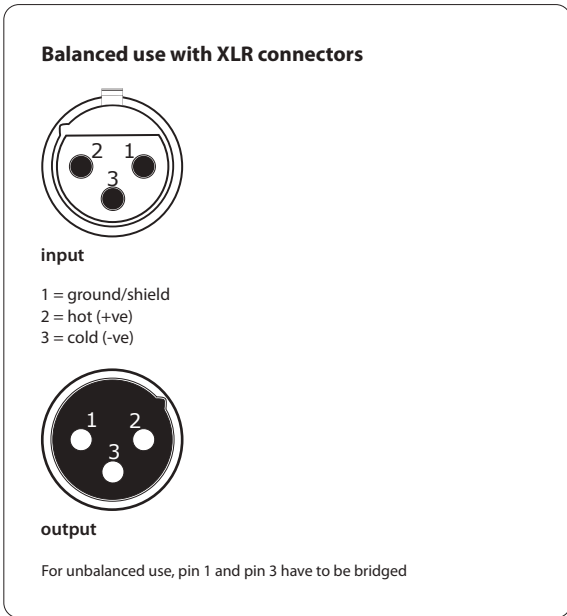 Balanced use with XLR connectors
2 1
3
input
1 = ground/shield
2 = hot (+ve)
3 = cold (-ve)
1 2
3
output
For unbalanced use, pin 1 and pin 3 have to be bridged